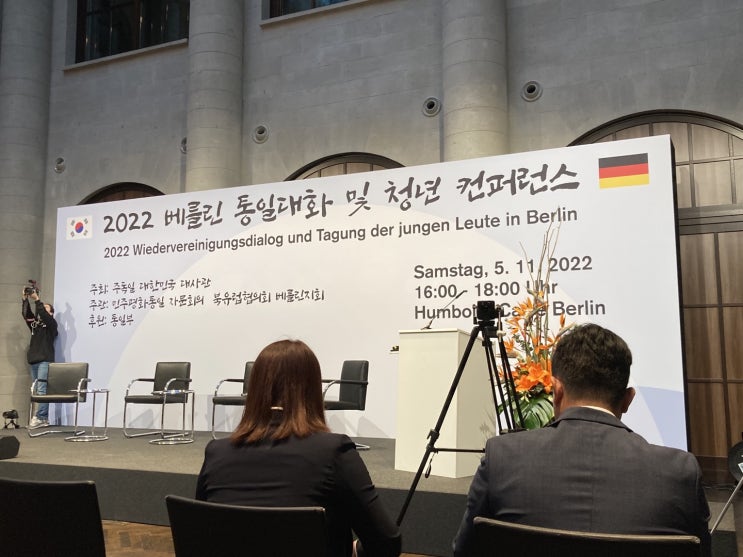 2022 베를린 통일대화 및 청년 컨퍼런스
2022 Wiedervereinigungsdialog und Tagung der jungen Leute in Berlin
주최: 주독일 대한민국 대사관
주관: 민주평화통일 자문회의 북유럽협의회 베를린지회
후원: 통일부
Samstag, 5. 11. 2022
16:00 - 18:00 Uhr
Berlin